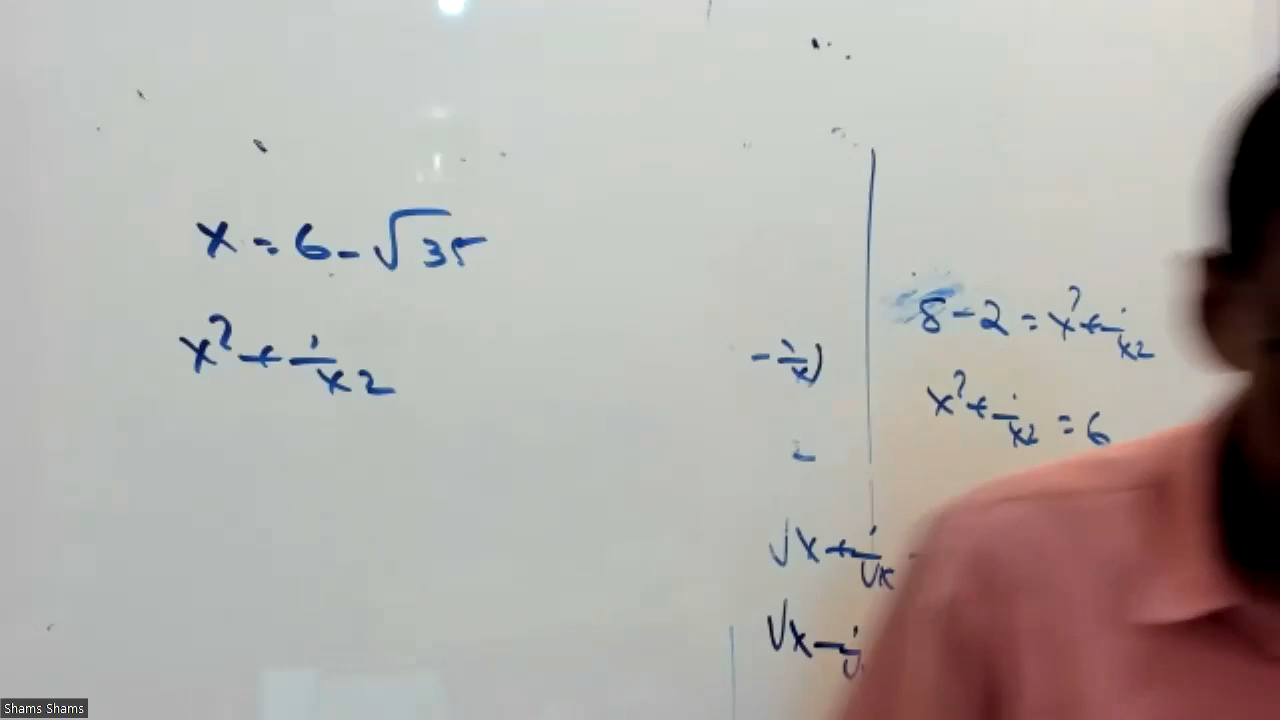 x = 6 - √35
x² + 1/x2
- 1/x)
8 - 2 = x² + 1/x2
x² + 1/x2 = 6
√x + 1/√x -
√x - 1/
Shams Shams